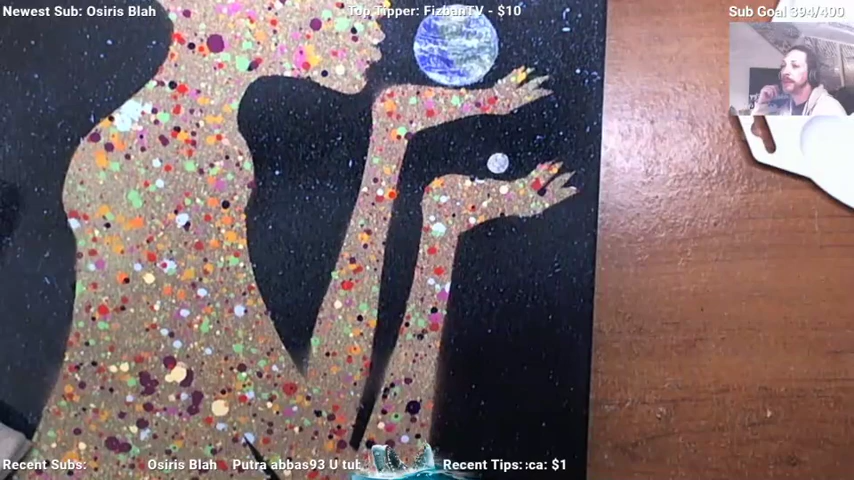 Newest Sub: Osiris Blah
Top Tipper: FizbanTV - $10
Sub Goal 394/400
Recent Subs: Osiris Blah Putra abbas93 U tut
Recent Tips: :ca: $1